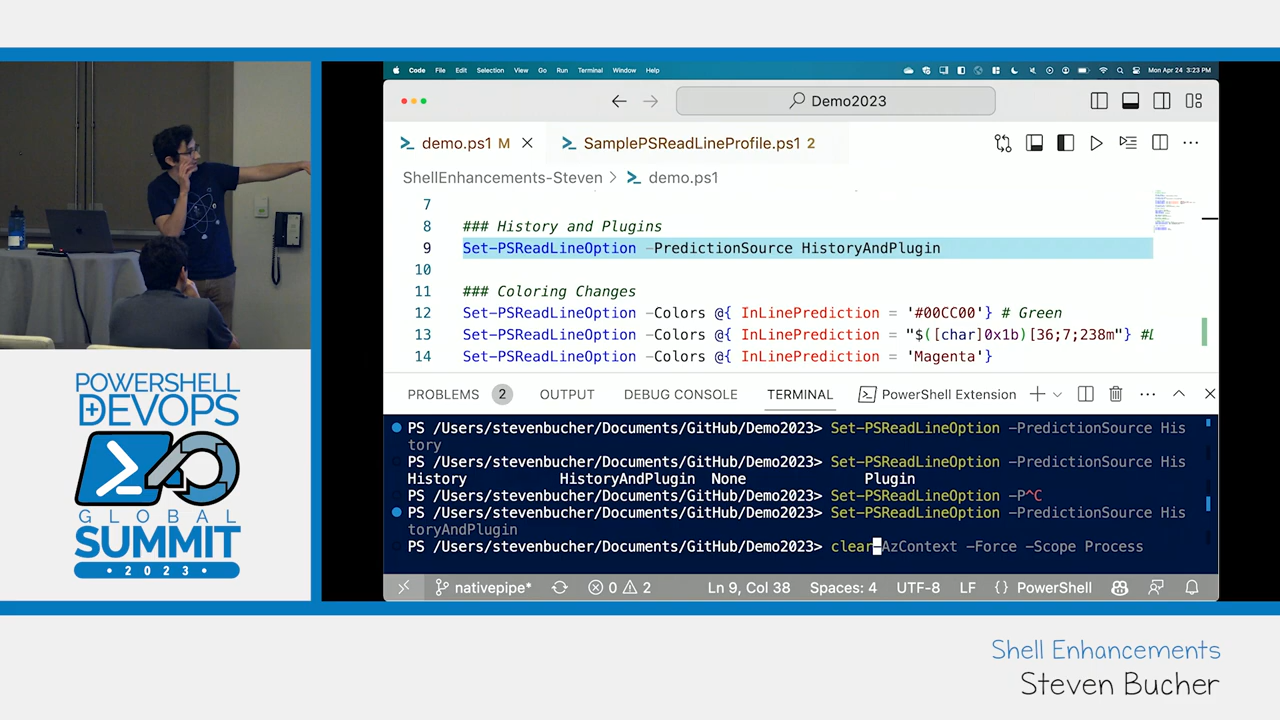 Code File Edit Selection View Go Run Terminal Window Help
Mon Apr 24 3:23 PM
Demo2023
demo.ps1 M
SamplePSReadLineProfile.ps1 2
ShellEnhancements-Steven > demo.ps1
7
8 ### History and Plugins
9 Set-PSReadLineOption -PredictionSource HistoryAndPlugin
10
11 ### Coloring Changes
12 Set-PSReadLineOption -Colors @{ InLinePrediction = '#00CC00'} # Green
13 Set-PSReadLineOption -Colors @{ InLinePrediction = "$([char]0x1b)[36;7;238m"} #L
14 Set-PSReadLineOption -Colors @{ InLinePrediction = 'Magenta'}
PROBLEMS 2 OUTPUT DEBUG CONSOLE TERMINAL PowerShell Extension
PS /Users/stevenbucher/Documents/GitHub/Demo2023> Set-PSReadLineOption -PredictionSource His
tory
PS /Users/stevenbucher/Documents/GitHub/Demo2023> Set-PSReadLineOption -PredictionSource His
History HistoryAndPlugin None Plugin
PS /Users/stevenbucher/Documents/GitHub/Demo2023> Set-PSReadLineOption -P^C
PS /Users/stevenbucher/Documents/GitHub/Demo2023> Set-PSReadLineOption -PredictionSource His
toryAndPlugin
PS /Users/stevenbucher/Documents/GitHub/Demo2023> clear-AzContext -Force -Scope Process
nativepipe* 0 2 Ln 9, Col 38 Spaces: 4 UTF-8 LF {} PowerShell
POWERSHELL
+DEVOPS
GLOBAL
SUMMIT
• 2023 •
Shell Enhancements
Steven Bucher